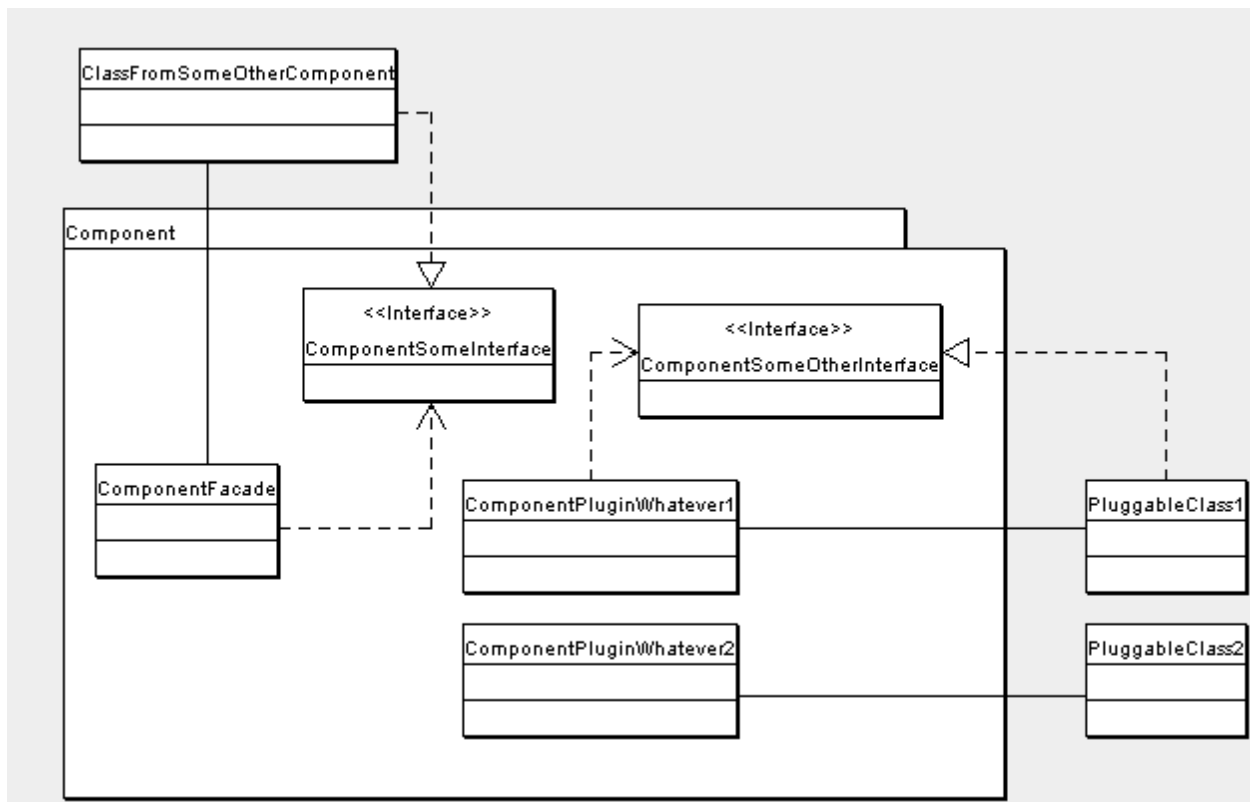 ClassFromSomeOtherComponent
Component
<<Interface>>
ComponentSomeInterface
<<Interface>>
ComponentSomeOtherInterface
ComponentFacade
ComponentPluginWhatever1
PluggableClass1
ComponentPluginWhatever2
PluggableClass2